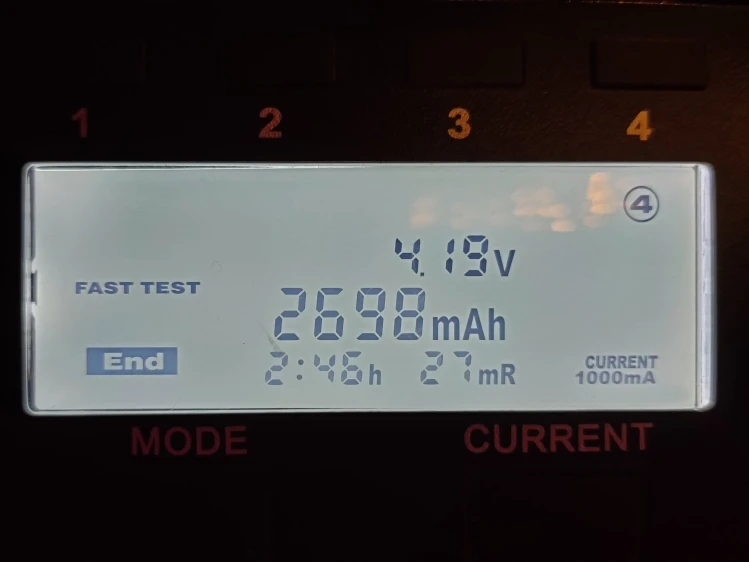 1 2 3 4
④
4.19V
FAST TEST
2698mAh
End
2:46h 27mR
CURRENT
1000mA
MODE CURRENT